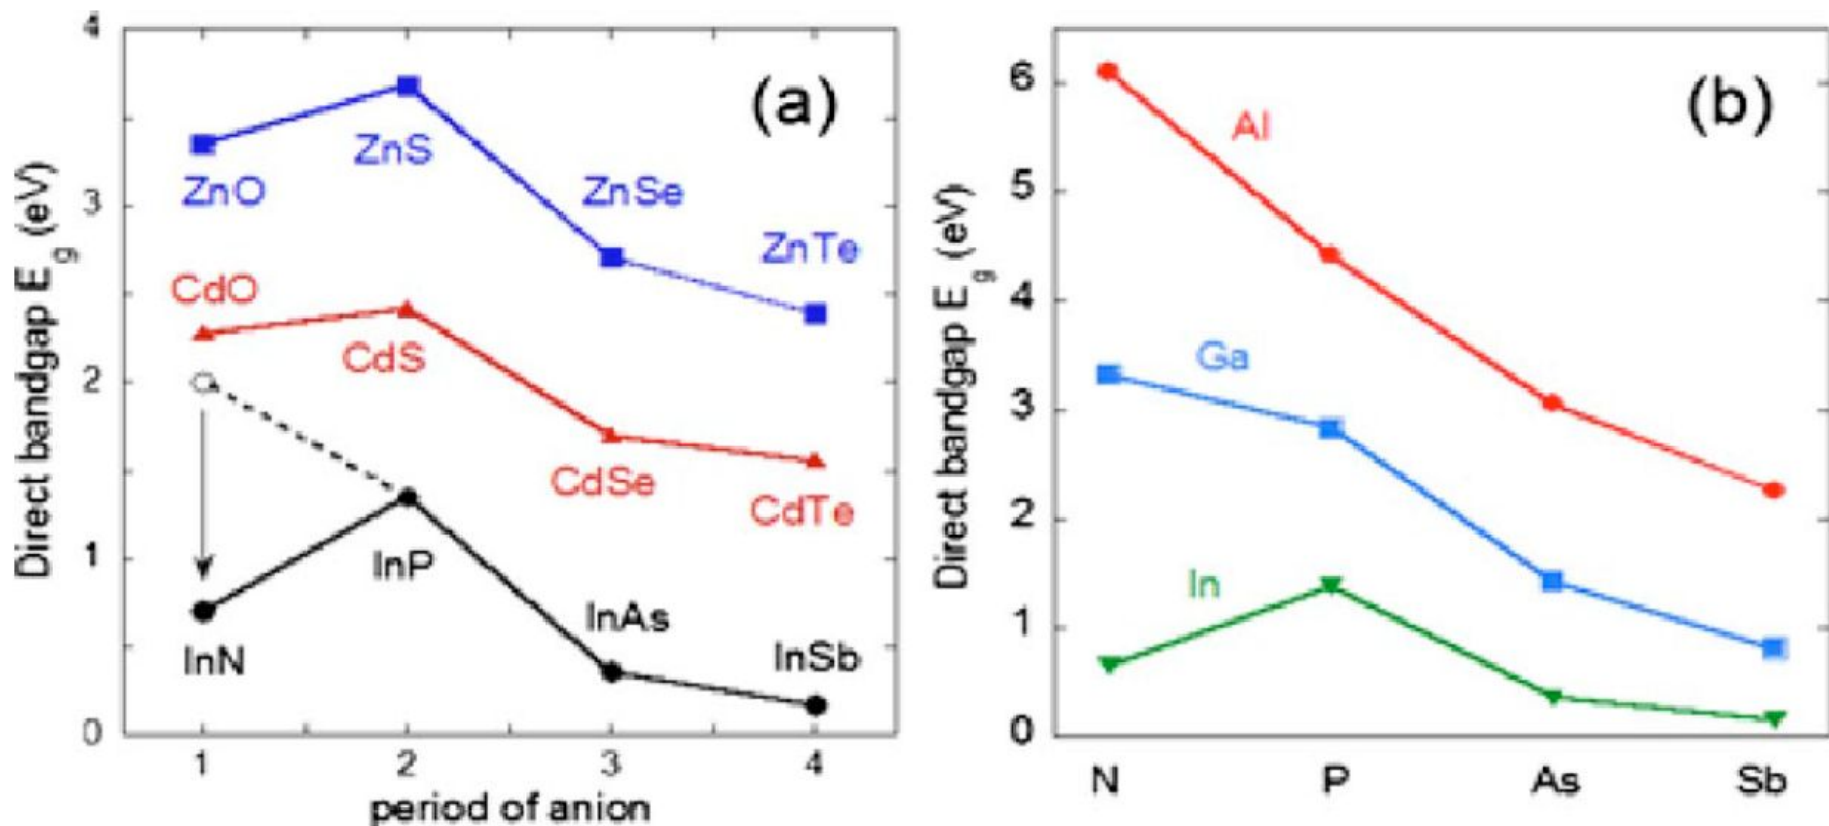 Direct bandgap E_g (eV)
4
3
2
1
0
(a)
ZnO
ZnS
ZnSe
ZnTe
CdO
CdS
CdSe
CdTe
InN
InP
InAs
InSb
1 2 3 4
period of anion
Direct bandgap E_g (eV)
6
5
4
3
2
1
0
(b)
Al
Ga
In
N P As Sb